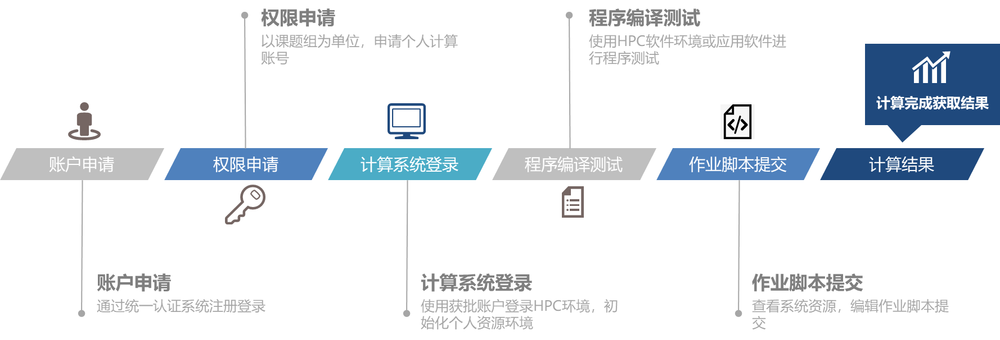 权限申请
以课题组为单位，申请个人计算
账号
程序编译测试
使用HPC软件环境或应用软件进
行程序测试
计算完成获取结果
账户申请
权限申请
计算系统登录
程序编译测试
作业脚本提交
计算结果
账户申请
通过统一认证系统注册登录
计算系统登录
使用获批账户登录HPC环境，初
始化个人资源环境
作业脚本提交
查看系统资源，编辑作业脚本提
交